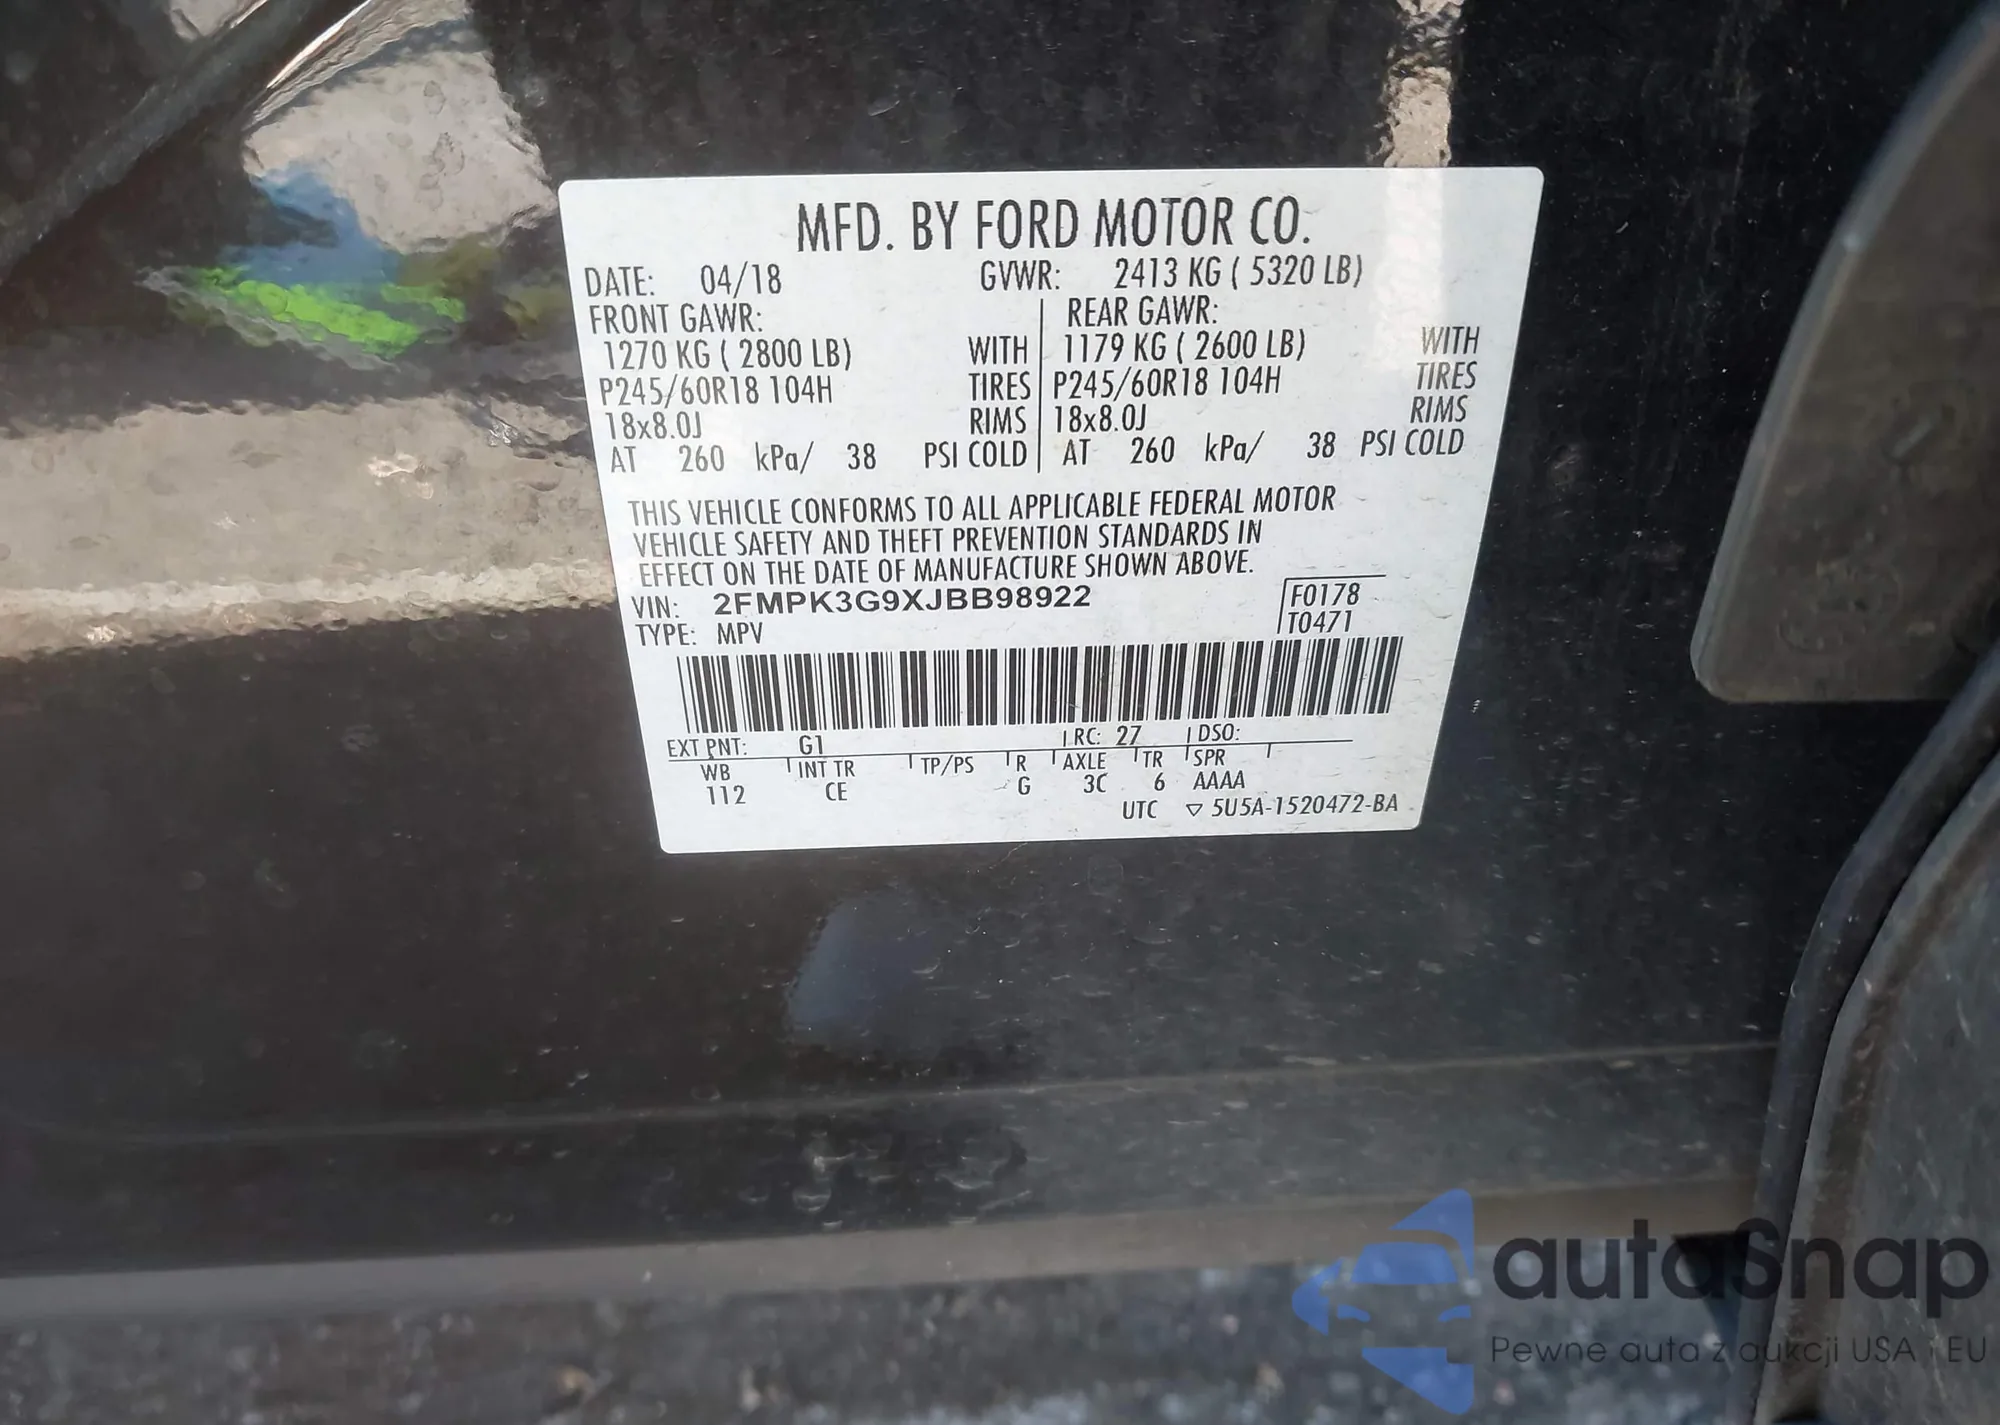 MFD. BY FORD MOTOR CO.
DATE: 04/18 GVWR: 2413 KG ( 5320 LB)
FRONT GAWR: REAR GAWR:
1270 KG ( 2800 LB) WITH 1179 KG ( 2600 LB) WITH
P245/60R18 104H TIRES P245/60R18 104H TIRES
18x8.0J RIMS 18x8.0J RIMS
AT 260 kPa/ 38 PSI COLD AT 260 kPa/ 38 PSI COLD
THIS VEHICLE CONFORMS TO ALL APPLICABLE FEDERAL MOTOR
VEHICLE SAFETY AND THEFT PREVENTION STANDARDS IN
EFFECT ON THE DATE OF MANUFACTURE SHOWN ABOVE.
VIN: 2FMPK3G9XJBB98922 F0178
TYPE: MPV T0471
EXT PNT: G1 RC: 27 DSO:
WB INT TR TP/PS R AXLE TR SPR
112 CE G 3C 6 AAAA
UTC ▽ 5U5A-1520472-BA
autaSnap
Pewne auta z aukcji USA i EU